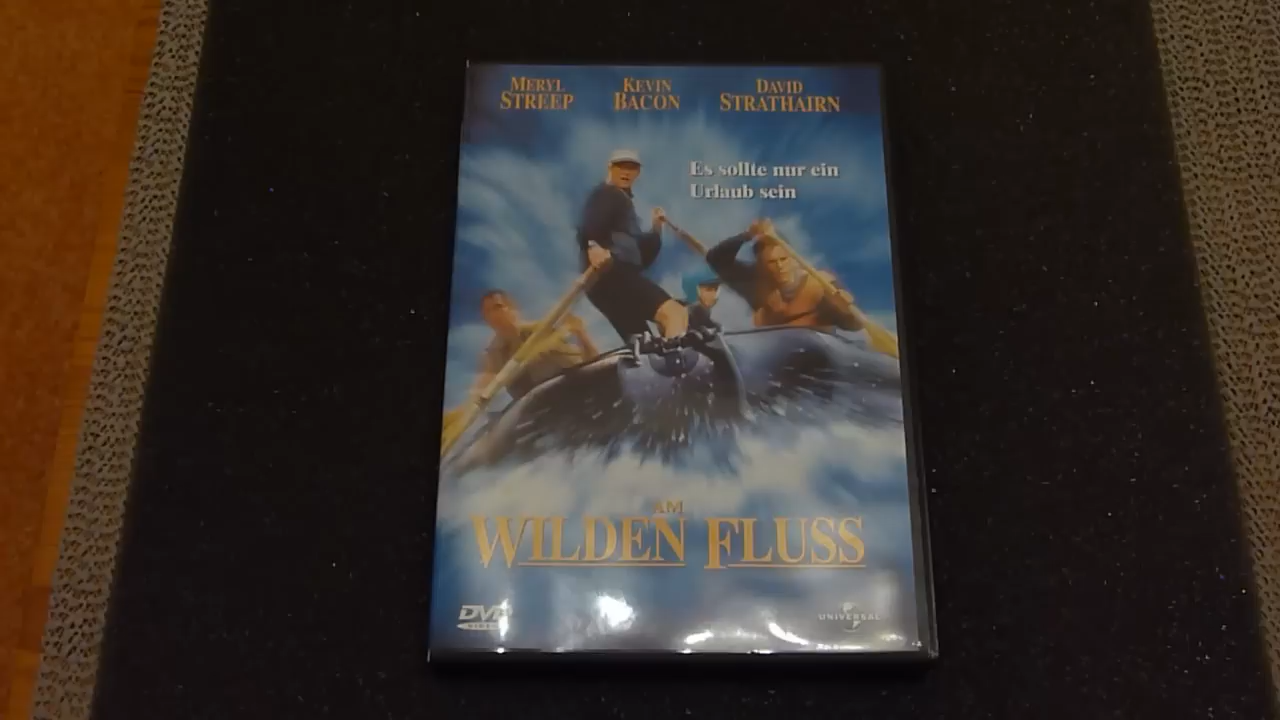 MERYL STREEP
KEVIN BACON
DAVID STRATHAIRN
Es sollte nur ein
Urlaub sein
AM
WILDEN FLUSS
DVD
VIDEO
UNIVERSAL